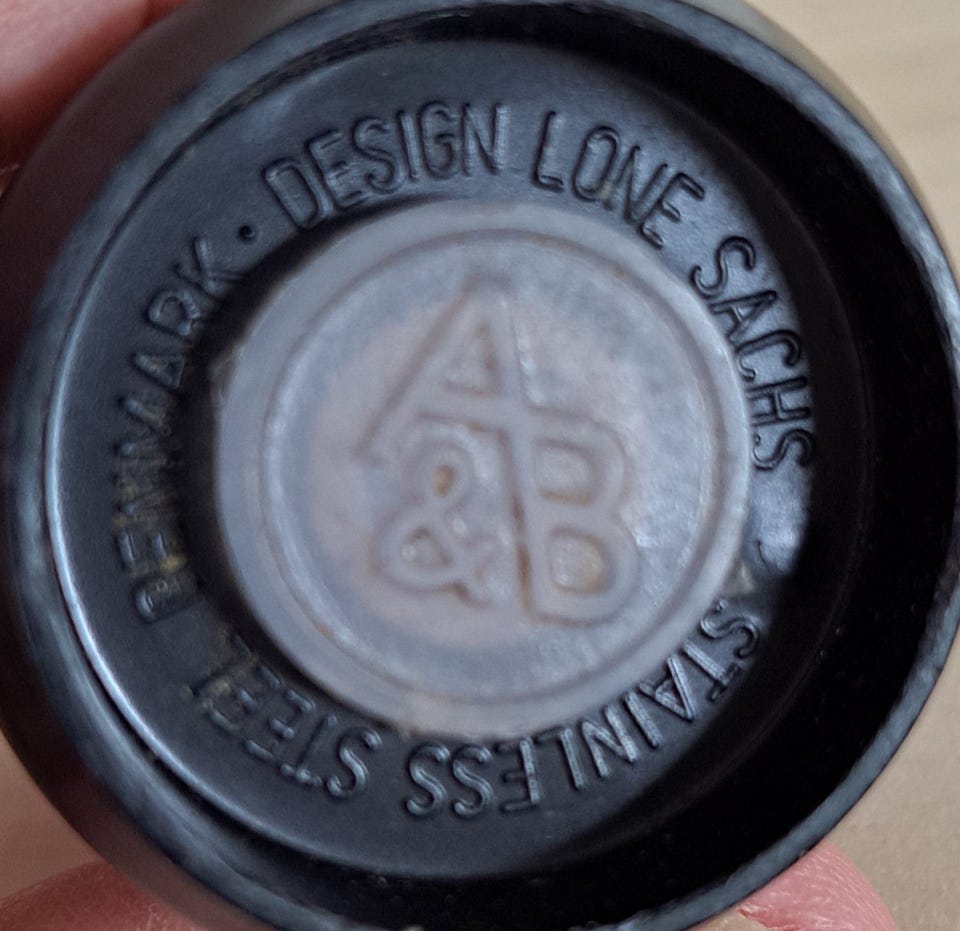 DESIGN LONE SACHS
STAINLESS STEEL
DENMARK ·
A&B